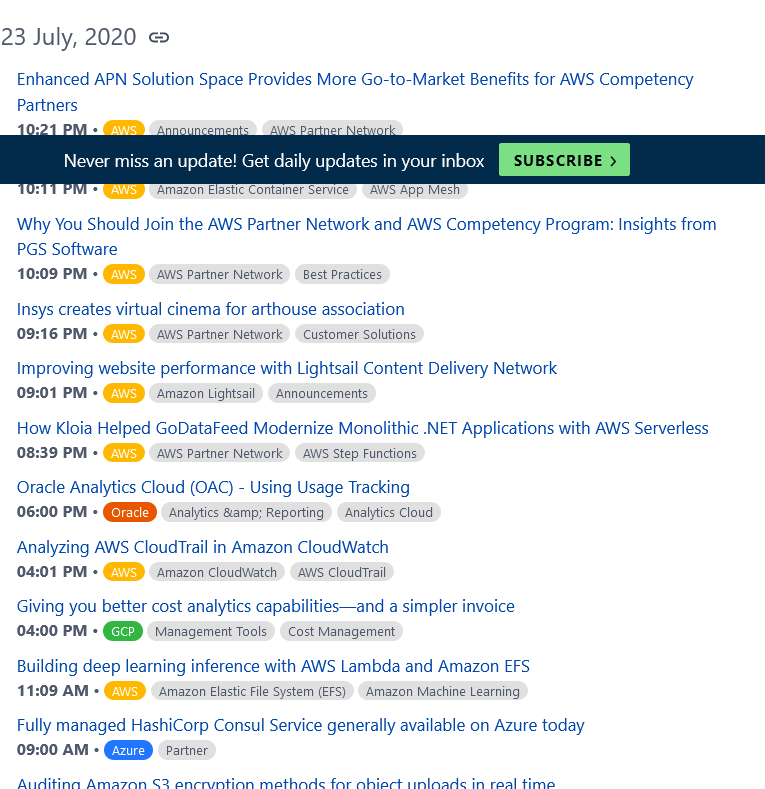 23 July, 2020
Enhanced APN Solution Space Provides More Go-to-Market Benefits for AWS Competency
Partners
10:21 PM • AWS Announcements AWS Partner Network
Never miss an update! Get daily updates in your inbox SUBSCRIBE >
10:11 PM • AWS Amazon Elastic Container Service AWS App Mesh
Why You Should Join the AWS Partner Network and AWS Competency Program: Insights from
PGS Software
10:09 PM • AWS AWS Partner Network Best Practices
Insys creates virtual cinema for arthouse association
09:16 PM • AWS AWS Partner Network Customer Solutions
Improving website performance with Lightsail Content Delivery Network
09:01 PM • AWS Amazon Lightsail Announcements
How Kloia Helped GoDataFeed Modernize Monolithic .NET Applications with AWS Serverless
08:39 PM • AWS AWS Partner Network AWS Step Functions
Oracle Analytics Cloud (OAC) - Using Usage Tracking
06:00 PM • Oracle Analytics &amp; Reporting Analytics Cloud
Analyzing AWS CloudTrail in Amazon CloudWatch
04:01 PM • AWS Amazon CloudWatch AWS CloudTrail
Giving you better cost analytics capabilities—and a simpler invoice
04:00 PM • GCP Management Tools Cost Management
Building deep learning inference with AWS Lambda and Amazon EFS
11:09 AM • AWS Amazon Elastic File System (EFS) Amazon Machine Learning
Fully managed HashiCorp Consul Service generally available on Azure today
09:00 AM • Azure Partner
Auditing Amazon S3 encryption methods for object uploads in real time